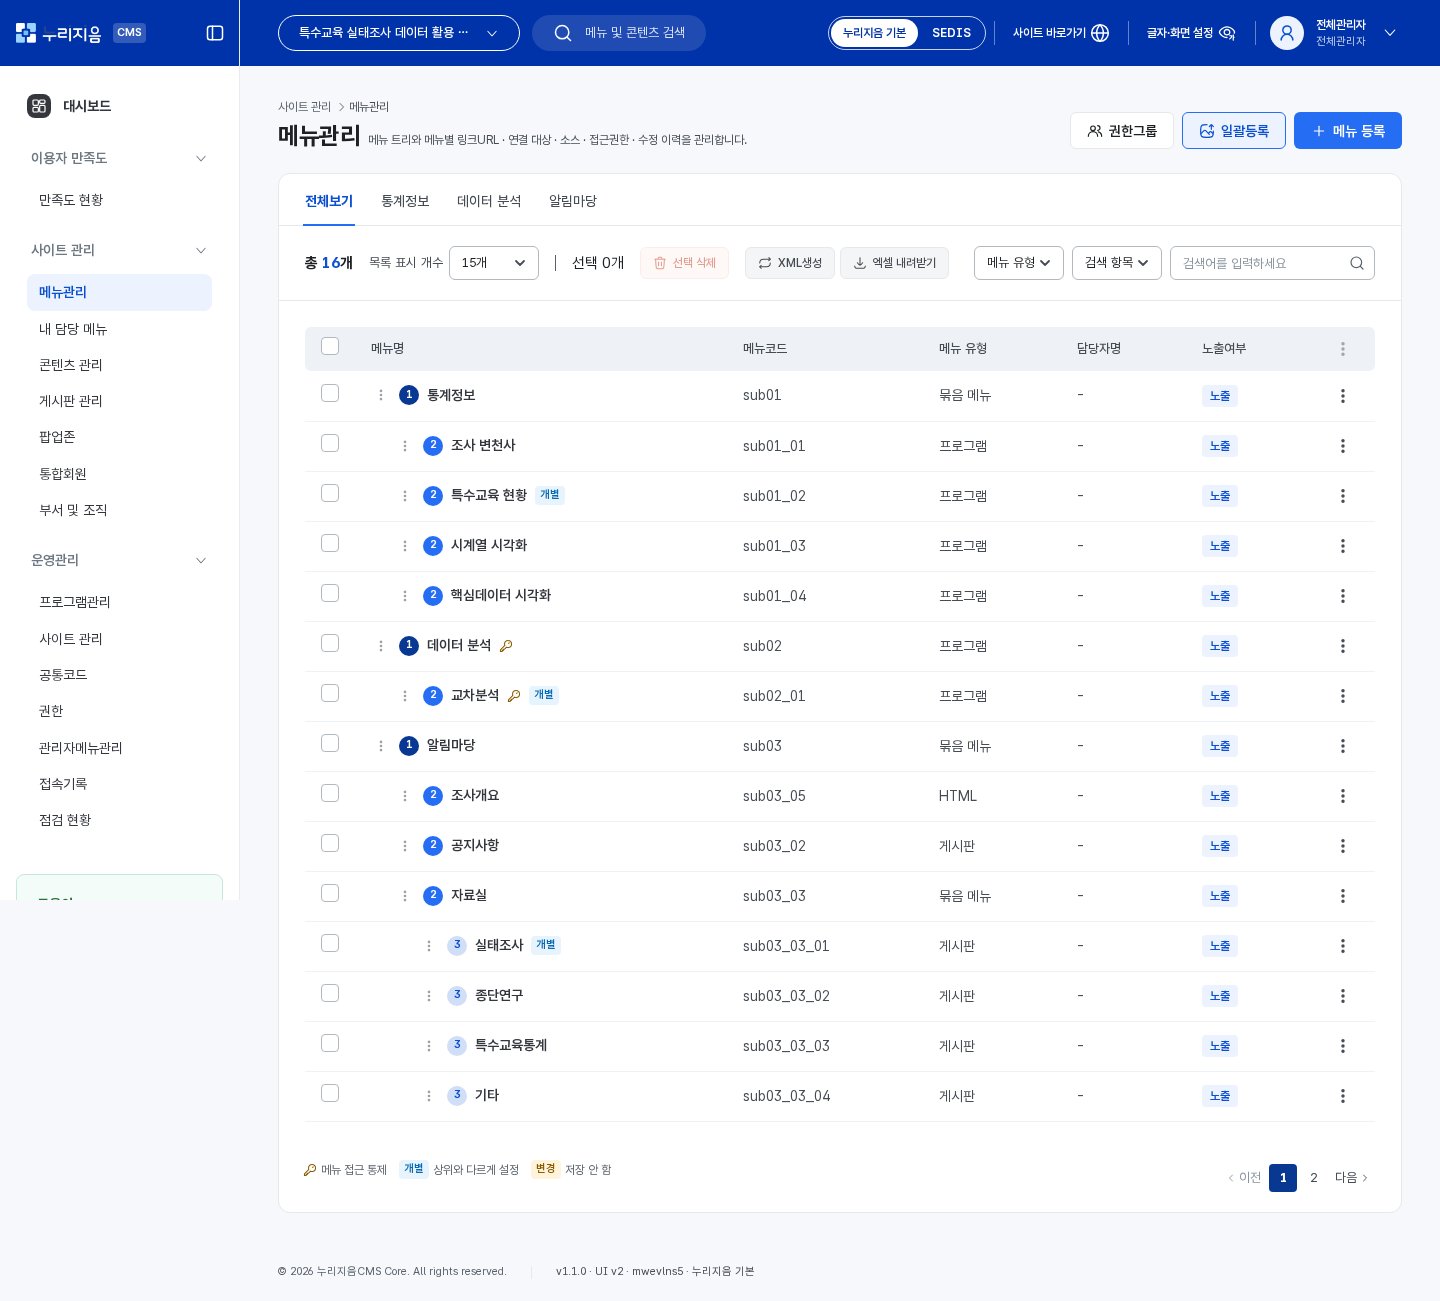 누리지음 CMS
특수교육 실태조사 데이터 활용 ···
메뉴 및 콘텐츠 검색
누리지음 기본 SEDIS
사이트 바로가기
글자·화면 설정
전체관리자
전체관리자
대시보드
이용자 만족도
만족도 현황
사이트 관리
메뉴관리
내 담당 메뉴
콘텐츠 관리
게시판 관리
팝업존
통합회원
부서 및 조직
운영관리
프로그램관리
사이트 관리
공통코드
권한
관리자메뉴관리
접속기록
점검 현황
사이트 관리 > 메뉴관리
메뉴관리 메뉴 트리와 메뉴별 링크URL · 연결 대상 · 소스 · 접근권한 · 수정 이력을 관리합니다.
권한그룹 일괄등록 메뉴 등록
전체보기 통계정보 데이터 분석 알림마당
총 16개 목록 표시 개수 15개 선택 0개 선택 삭제 XML생성 엑셀 내려받기 메뉴 유형 검색 항목 검색어를 입력하세요
메뉴명 메뉴코드 메뉴 유형 담당자명 노출여부
1 통계정보 sub01 묶음 메뉴 - 노출
2 조사 변천사 sub01_01 프로그램 - 노출
2 특수교육 현황 개별 sub01_02 프로그램 - 노출
2 시계열 시각화 sub01_03 프로그램 - 노출
2 핵심데이터 시각화 sub01_04 프로그램 - 노출
1 데이터 분석 sub02 프로그램 - 노출
2 교차분석 개별 sub02_01 프로그램 - 노출
1 알림마당 sub03 묶음 메뉴 - 노출
2 조사개요 sub03_05 HTML - 노출
2 공지사항 sub03_02 게시판 - 노출
2 자료실 sub03_03 묶음 메뉴 - 노출
3 실태조사 개별 sub03_03_01 게시판 - 노출
3 종단연구 sub03_03_02 게시판 - 노출
3 특수교육통계 sub03_03_03 게시판 - 노출
3 기타 sub03_03_04 게시판 - 노출
메뉴 접근 통제 개별 상위와 다르게 설정 변경 저장 안 함
이전 1 2 다음
© 2026 누리지음CMS Core. All rights reserved.
v1.1.0 · UI v2 · mwevlns5 · 누리지음 기본